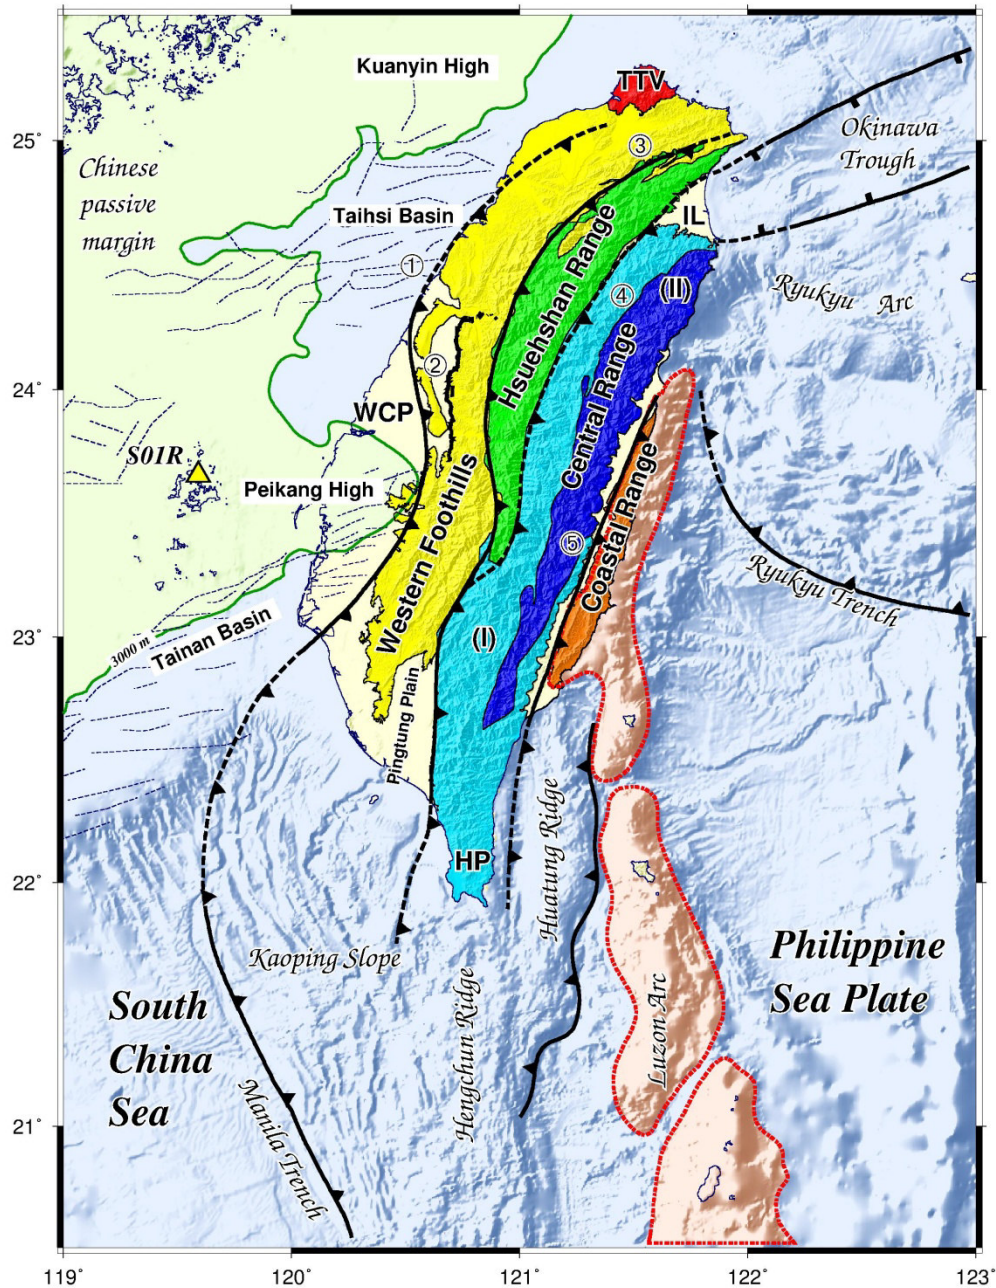 Kuanyin High
TTV
25°
③
Okinawa
Trough
Chinese
passive
margin
Taihsi Basin
IL
①
Hsuehshan Range
④
(II)
Ryukyu Arc
②
24°
WCP
Central Range
S01R
Peikang High
Western Foothills
⑤
Coastal Range
Ryukyu Trench
23°
3000 m
Tainan Basin
(I)
Pingtung Plain
HP
22°
Huatung Ridge
Kaoping Slope
Philippine
Sea Plate
South
China
Sea
Hengchun Ridge
Luzon Arc
Manila Trench
21°
119°
120°
121°
122°
123°